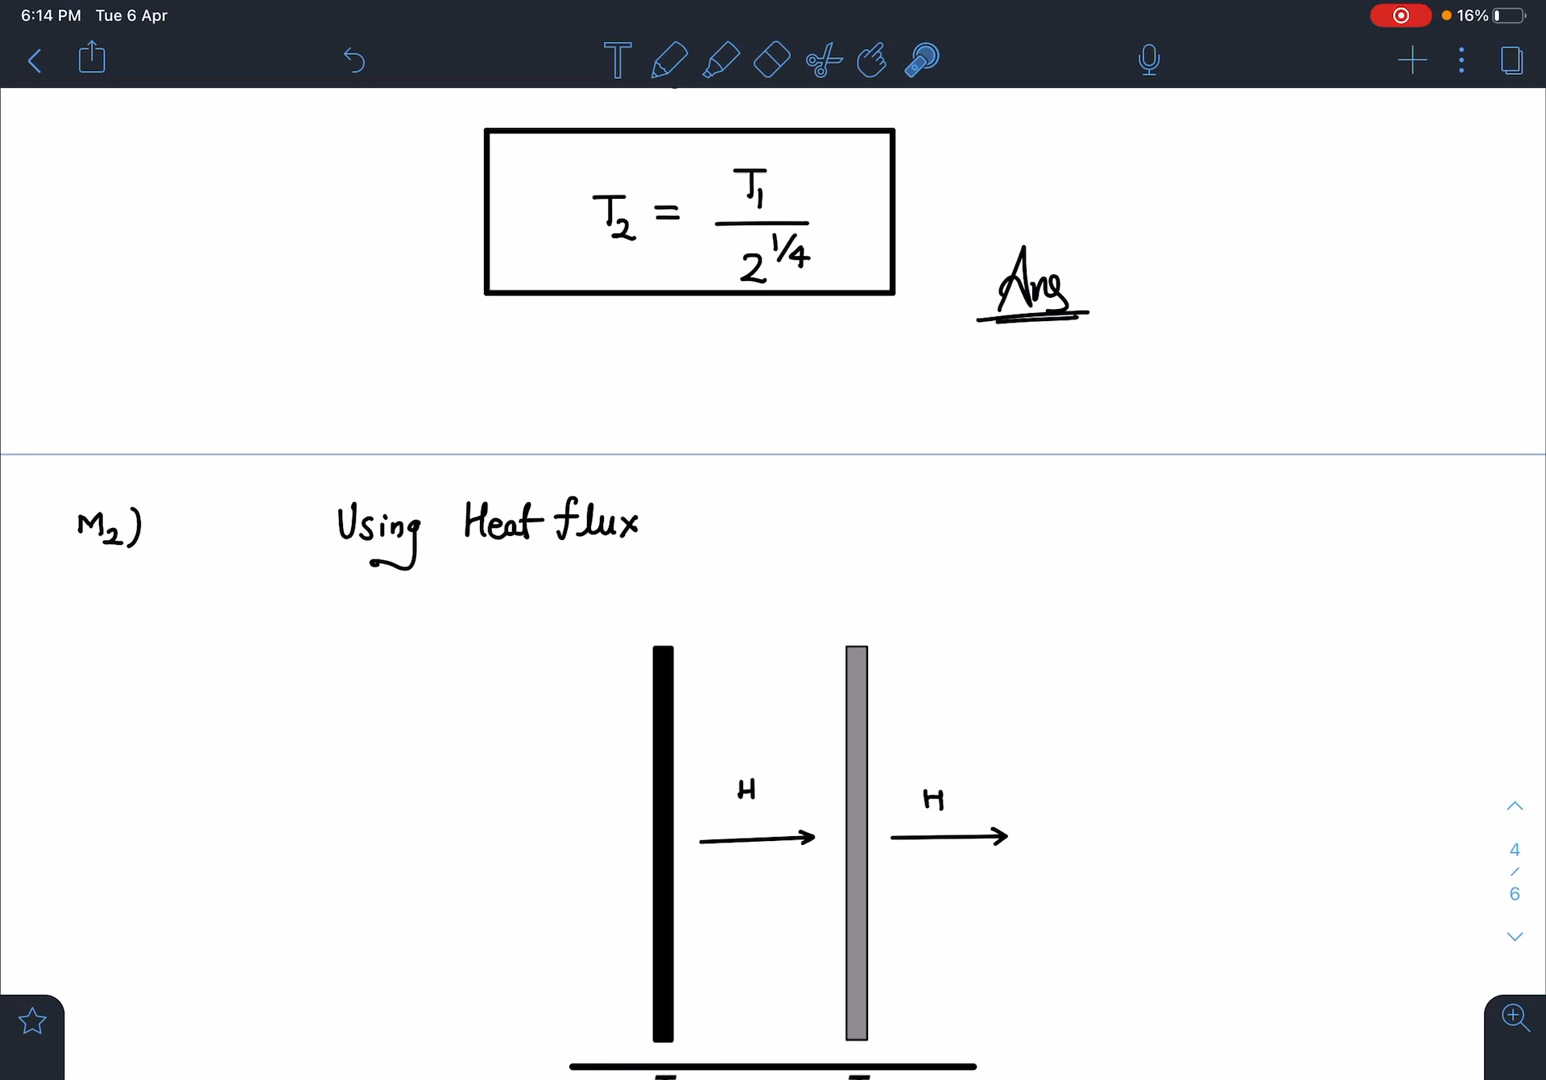 6:14 PM Tue 6 Apr
16%
T
T₂ = T₁ / 2^(1/4)
Ans
M₂) Using Heat flux
H H
4
/
6